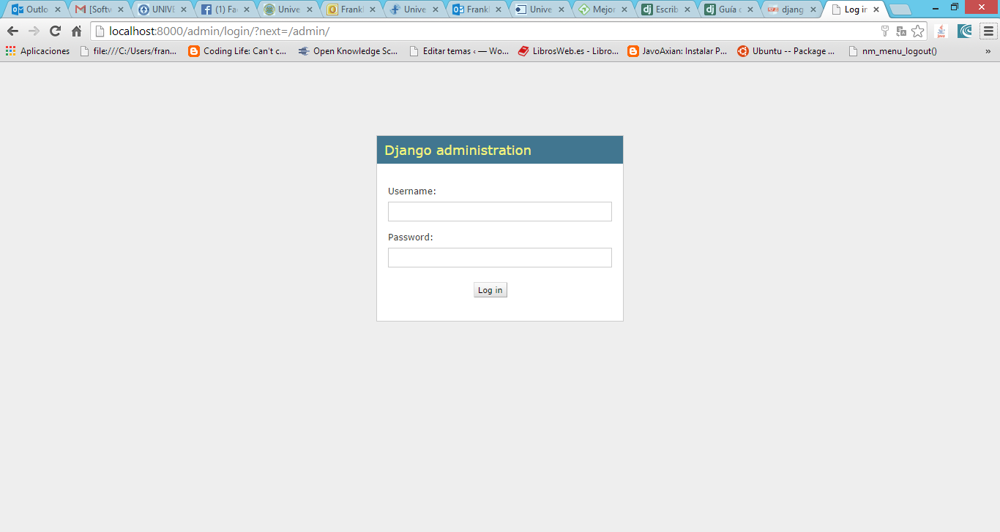 Outlo [Softw UNIVE (1) Fa Unive Frankl Unive Frankl Unive Mejor Escrib Guía d djang Log in
localhost:8000/admin/login/?next=/admin/
Aplicaciones file:///C:/Users/fran... Coding Life: Can't c... Open Knowledge Sc... Editar temas ‹ — Wo... LibrosWeb.es - Libro... JavoAxian: Instalar P... Ubuntu -- Package ... nm_menu_logout() »
Django administration
Username:
Password:
Log in